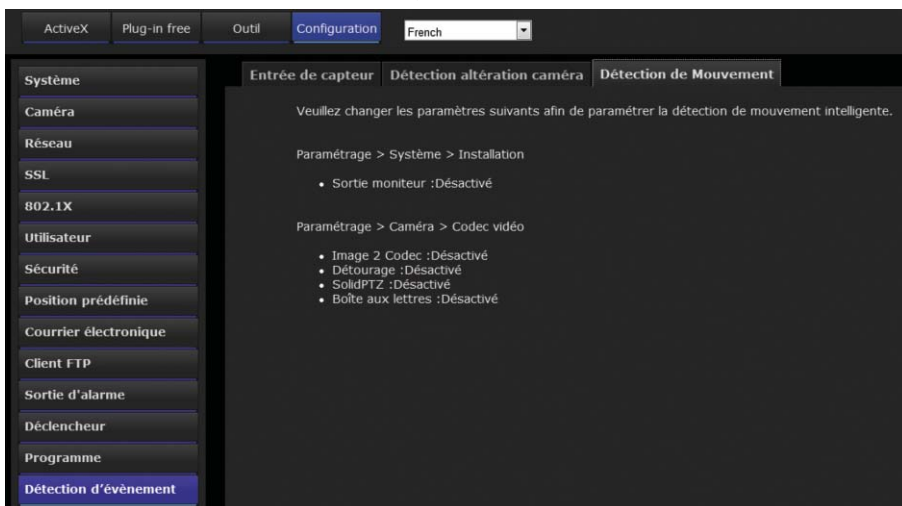 ActiveX Plug-in free Outil Configuration French
Système
Caméra
Réseau
SSL
802.1X
Utilisateur
Sécurité
Position prédéfinie
Courrier électronique
Client FTP
Sortie d'alarme
Déclencheur
Programme
Détection d’évènement
Entrée de capteur Détection altération caméra Détection de Mouvement
Veuillez changer les paramètres suivants afin de paramétrer la détection de mouvement intelligente.
Paramétrage > Système > Installation
• Sortie moniteur :Désactivé
Paramétrage > Caméra > Codec vidéo
• Image 2 Codec :Désactivé
• Détourage :Désactivé
• SolidPTZ :Désactivé
• Boîte aux lettres :Désactivé